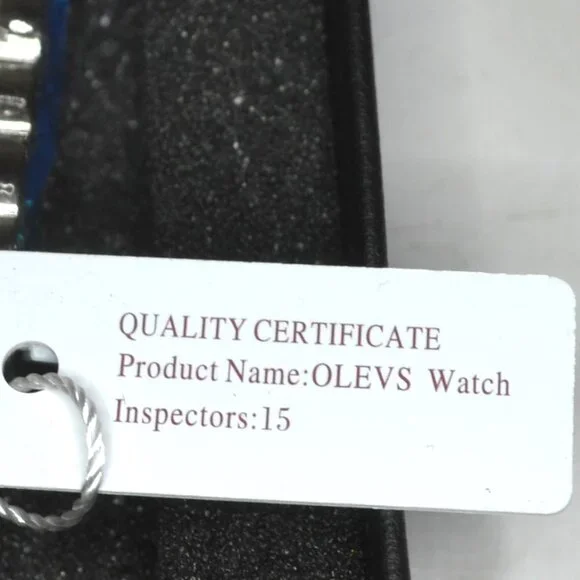 QUALITY CERTIFICATE
Product Name:OLEVS Watch
Inspectors:15